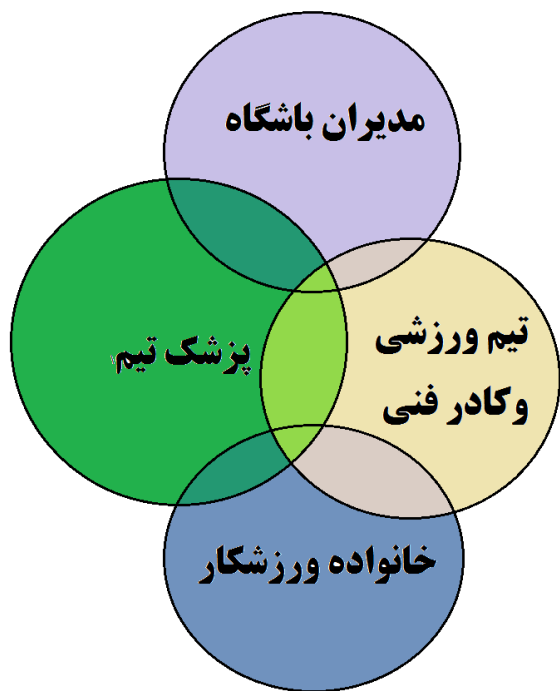 مدیران باشگاه
تیم ورزشی
وکادر فنی
پزشک تیم
خانواده ورزشکار